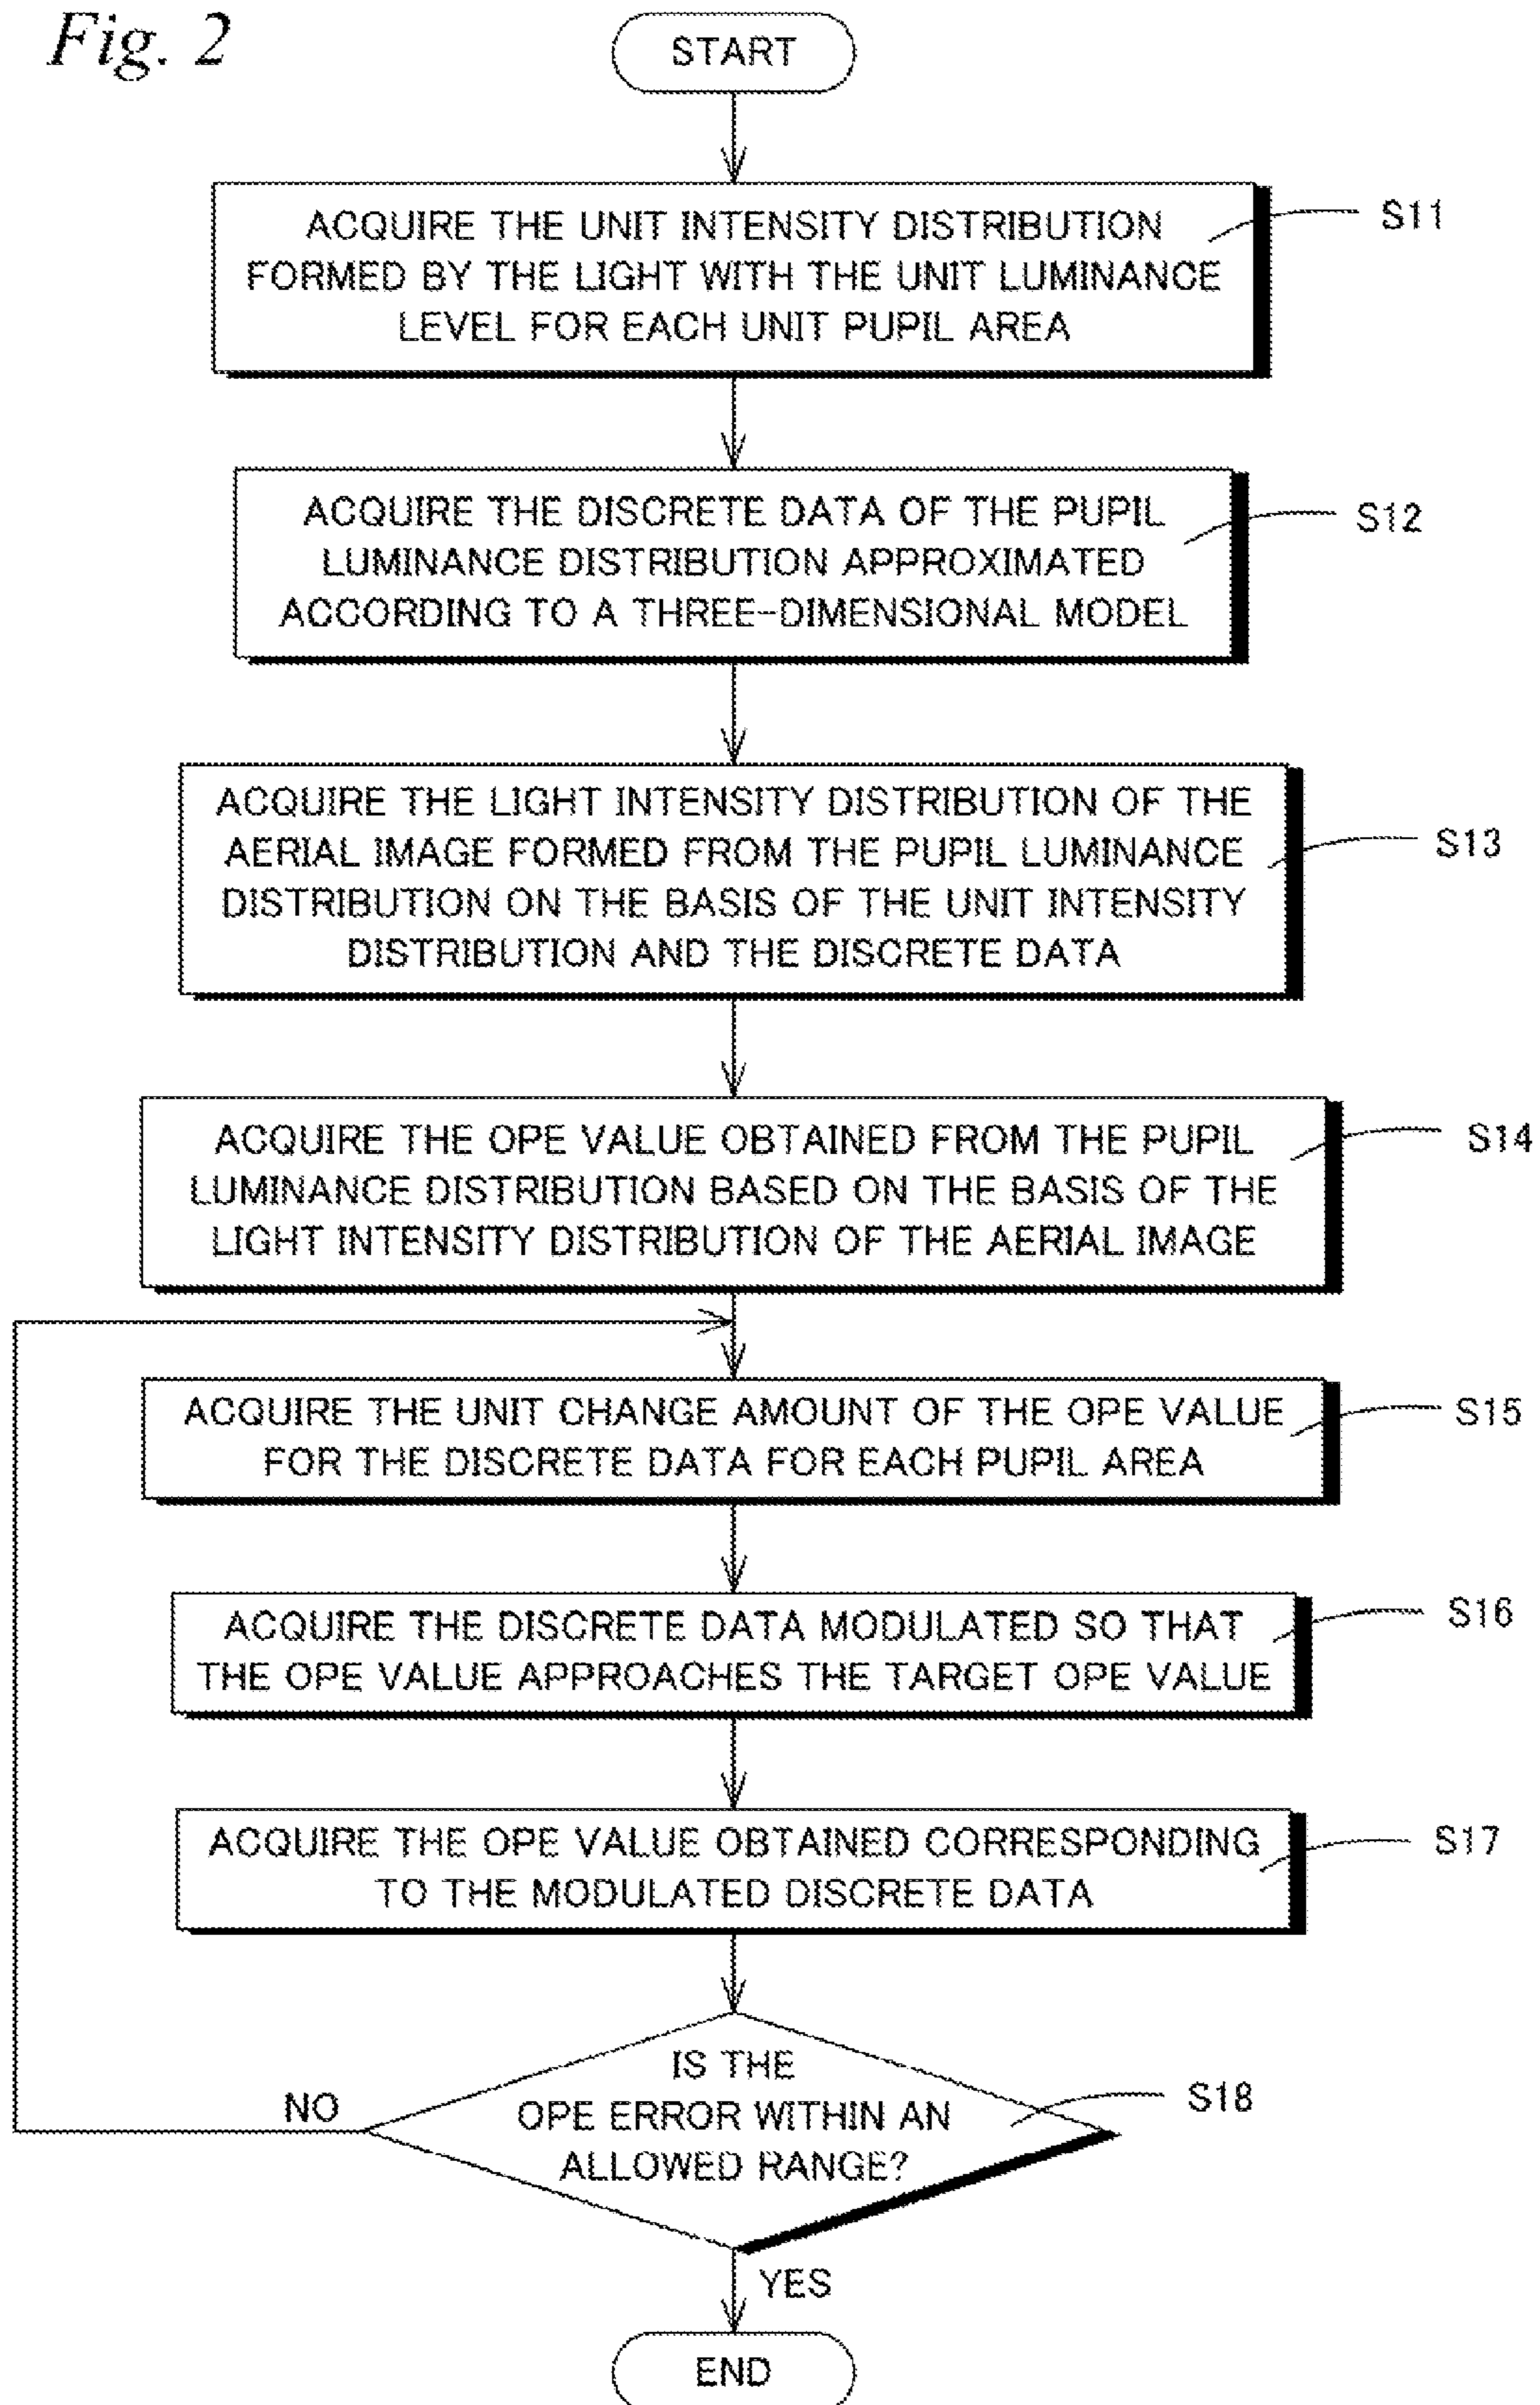 Fig. 2
START
ACQUIRE THE UNIT INTENSITY DISTRIBUTION
FORMED BY THE LIGHT WITH THE UNIT LUMINANCE
LEVEL FOR EACH UNIT PUPIL AREA
S11
ACQUIRE THE DISCRETE DATA OF THE PUPIL
LUMINANCE DISTRIBUTION APPROXIMATED
ACCORDING TO A THREE-DIMENSIONAL MODEL
S12
ACQUIRE THE LIGHT INTENSITY DISTRIBUTION OF THE
AERIAL IMAGE FORMED FROM THE PUPIL LUMINANCE
DISTRIBUTION ON THE BASIS OF THE UNIT INTENSITY
DISTRIBUTION AND THE DISCRETE DATA
S13
ACQUIRE THE OPE VALUE OBTAINED FROM THE PUPIL
LUMINANCE DISTRIBUTION BASED ON THE BASIS OF THE
LIGHT INTENSITY DISTRIBUTION OF THE AERIAL IMAGE
S14
ACQUIRE THE UNIT CHANGE AMOUNT OF THE OPE VALUE
FOR THE DISCRETE DATA FOR EACH PUPIL AREA
S15
ACQUIRE THE DISCRETE DATA MODULATED SO THAT
THE OPE VALUE APPROACHES THE TARGET OPE VALUE
S16
ACQUIRE THE OPE VALUE OBTAINED CORRESPONDING
TO THE MODULATED DISCRETE DATA
S17
IS THE
OPE ERROR WITHIN AN
ALLOWED RANGE?
S18
NO
YES
END